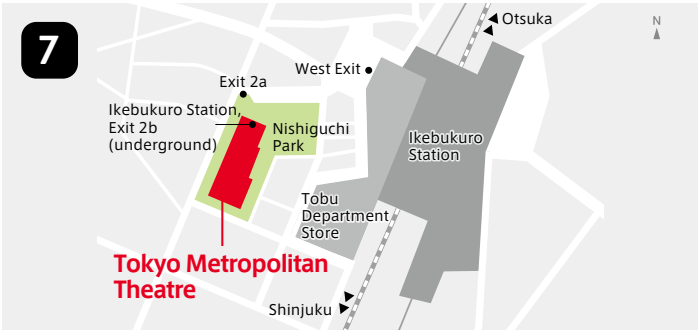 7
Otsuka
N
West Exit
Exit 2a
Ikebukuro Station,
Exit 2b
(underground)
Nishiguchi
Park
Ikebukuro
Station
Tobu
Department
Store
Tokyo Metropolitan
Theatre
Shinjuku